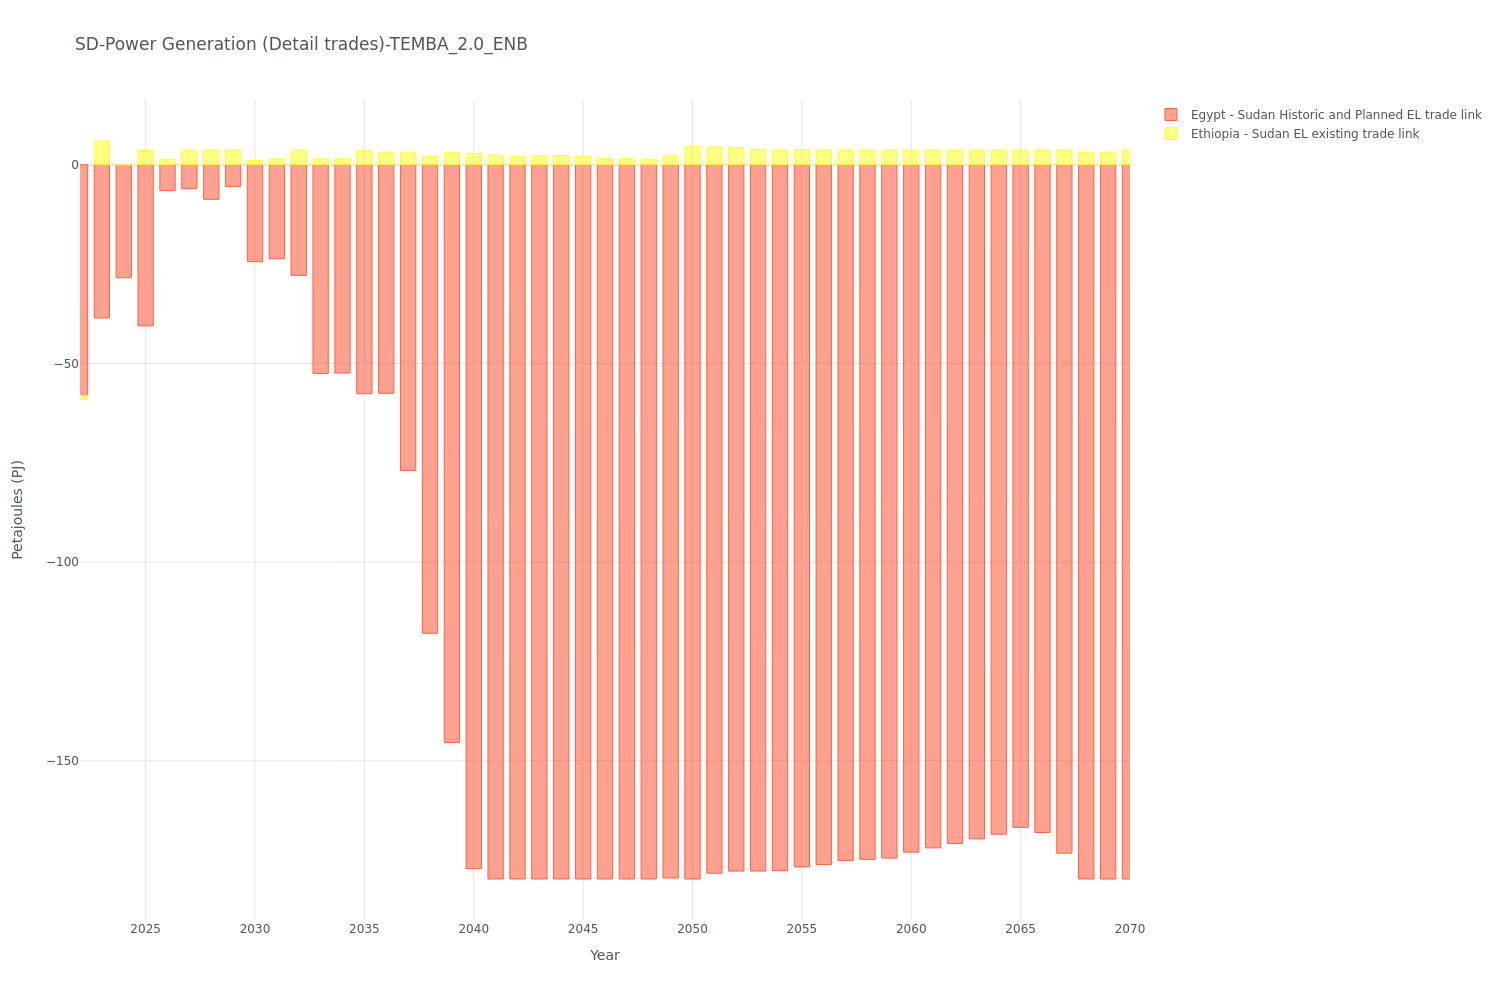 SD-Power Generation (Detail trades)-TEMBA_2.0_ENB
Egypt - Sudan Historic and Planned EL trade link
Ethiopia - Sudan EL existing trade link
0
−50
−100
−150
Petajoules (PJ)
2025 2030 2035 2040 2045 2050 2055 2060 2065 2070
Year